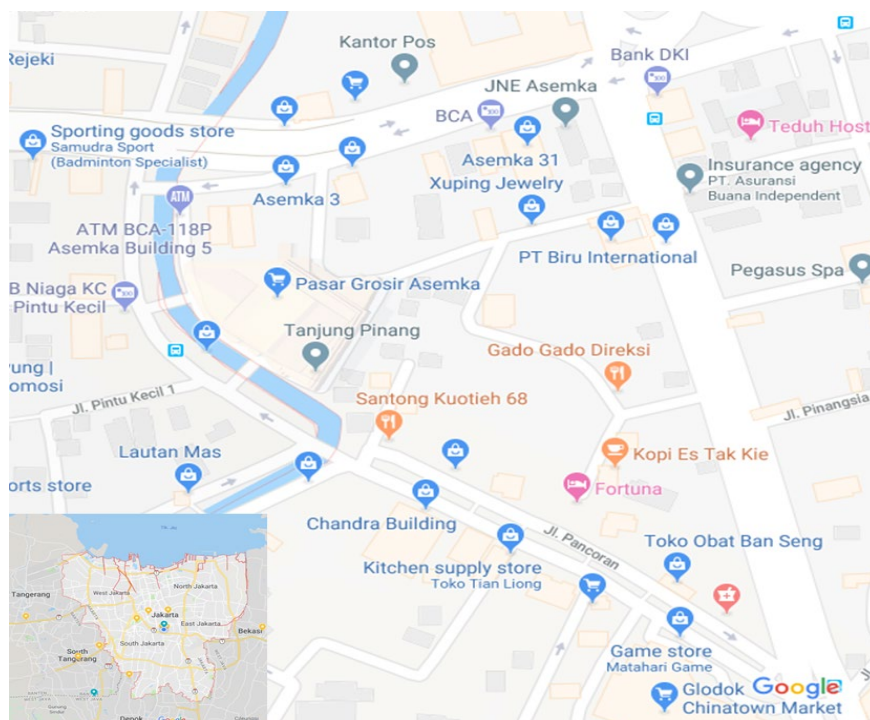 Kantor Pos
Bank DKI
Rejeki
JNE Asemka
BCA
Teduh Host
Sporting goods store
Samudra Sport
(Badminton Specialist)
Asemka 31
Insurance agency
PT. Asuransi
Buana Independent
Asemka 3
Xuping Jewelry
ATM
ATM BCA-118P
Asemka Building 5
PT Biru International
Pegasus Spa
Pasar Grosir Asemka
B Niaga KC
Pintu Kecil
Tanjung Pinang
Gado Gado Direksi
ung |
omosi
Jl. Pintu Kecil 1
Santong Kuotieh 68
Jl. Pinangsia
Lautan Mas
Kopi Es Tak Kie
orts store
Fortuna
Chandra Building
Jl. Pancoran
Toko Obat Ban Seng
Kitchen supply store
Toko Tian Liong
Game store
Matahari Game
Glodok
Chinatown Market
Google
Tangerang
West Jakarta
North Jakarta
Jakarta
East Jakarta
Bekasi
South Jakarta
South
Tangerang
Depok
Google